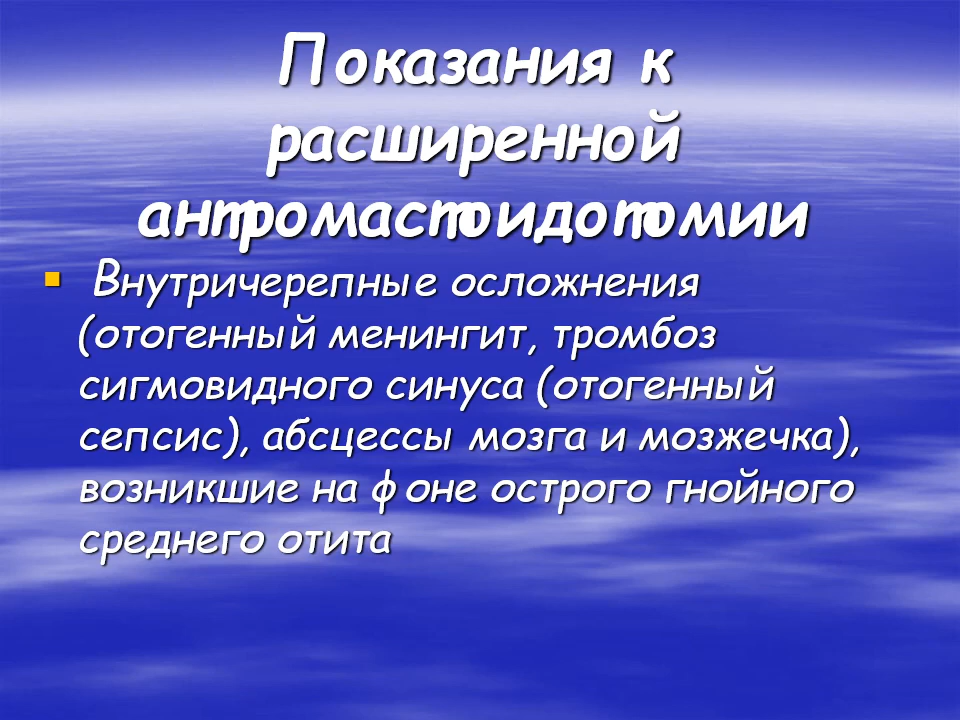 Показания к
расширенной
антромастоидотомии
Внутричерепные осложнения
(отогенный менингит, тромбоз
сигмовидного синуса (отогенный
сепсис), абсцессы мозга и мозжечка),
возникшие на фоне острого гнойного
среднего отита